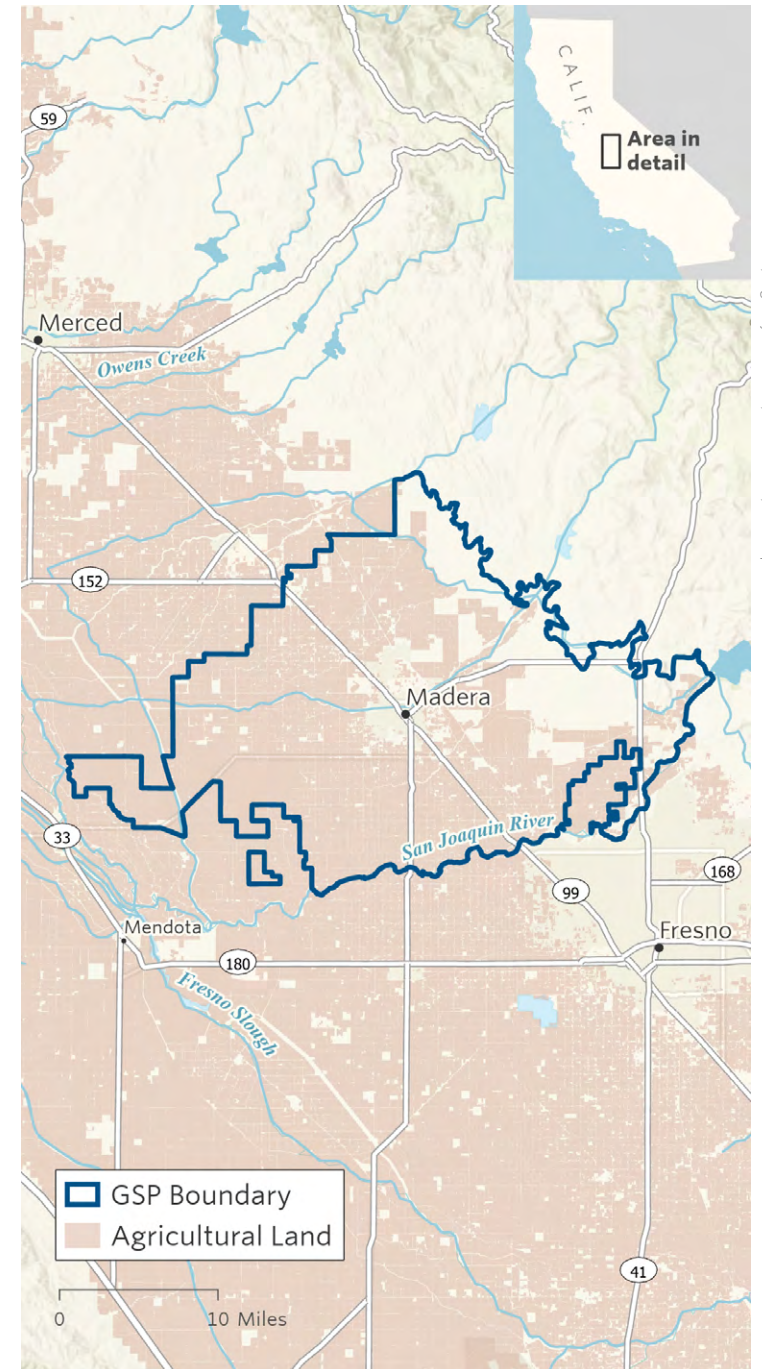 59
CALIF.
Area in
detail
Merced
Owens Creek
152
Madera
San Joaquin River
33
168
99
Mendota
Fresno
180
Fresno Slough
GSP Boundary
Agricultural Land
41
0
10 Miles